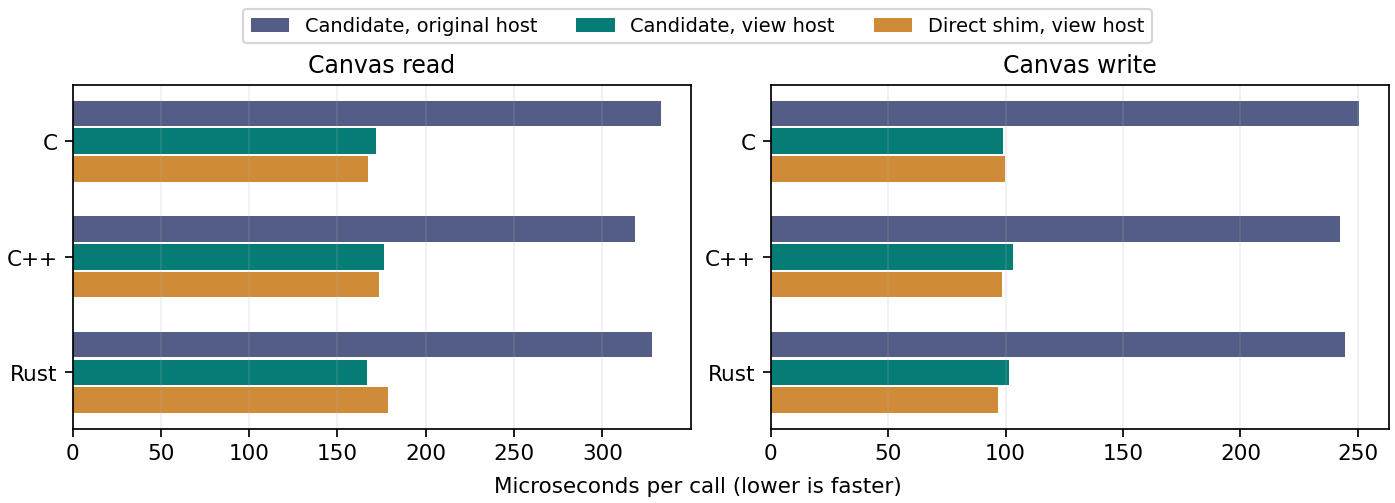 Candidate, original host
Candidate, view host
Direct shim, view host
Canvas read
Canvas write
C
C++
Rust
0 50 100 150 200 250 300
C
C++
Rust
0 50 100 150 200 250
Microseconds per call (lower is faster)